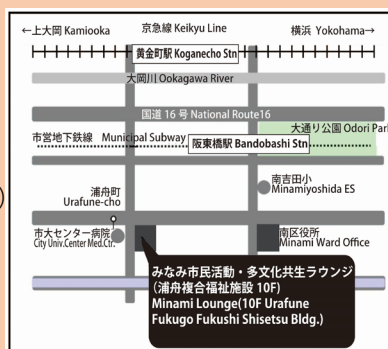 ←上大岡 Kamiooka 京急線 Keikyu Line 横浜 Yokohama→
黄金町駅 Koganecho Stn
大岡川 Ookagawa River
国道 16 号 National Route16
大通り公園 Odori Park
市営地下鉄線 Municipal Subway 阪東橋駅 Bandobashi Stn
南吉田小
Minamiyoshida ES
浦舟町
Urafune-cho
市大センター病院
City Univ.Center Med.Ctr.
南区役所
Minami Ward Office
みなみ市民活動・多文化共生ラウンジ
(浦舟複合福祉施設 10F)
Minami Lounge(10F Urafune
Fukugo Fukushi Shisetsu Bldg.)